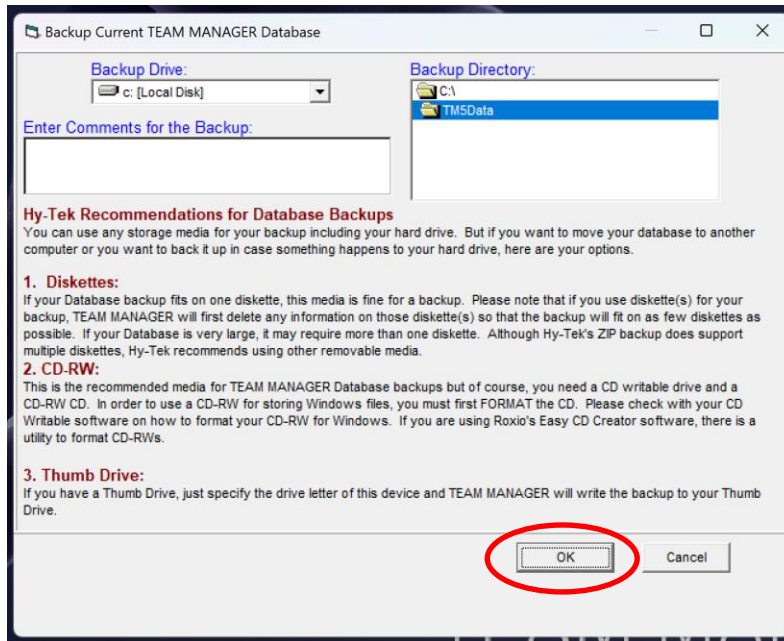 Backup Current TEAM MANAGER Database
Backup Drive:
Backup Directory:
c: [Local Disk]
C:\
TM5Data
Enter Comments for the Backup:
Hy-Tek Recommendations for Database Backups
You can use any storage media for your backup including your hard drive.  But if you want to move your database to another
computer or you want to back it up in case something happens to your hard drive, here are your options.
1.  Diskettes:
If your Database backup fits on one diskette, this media is fine for a backup.  Please note that if you use diskette(s) for your
backup, TEAM MANAGER will first delete any information on those diskette(s) so that the backup will fit on as few diskettes as
possible.  If your Database is very large, it may require more than one diskette.  Although Hy-Tek's ZIP backup does support
multiple diskettes, Hy-Tek recommends using other removable media.
2. CD-RW:
This is the recommended media for TEAM MANAGER Database backups but of course, you need a CD writable drive and a
CD-RW CD.  In order to use a CD-RW for storing Windows files, you must first FORMAT the CD.  Please check with your CD
Writable software on how to format your CD-RW for Windows.  If you are using Roxio's Easy CD Creator software, there is a
utility to format CD-RWs.
3. Thumb Drive:
If you have a Thumb Drive, just specify the drive letter of this device and TEAM MANAGER will write the backup to your Thumb
Drive.
OK
Cancel